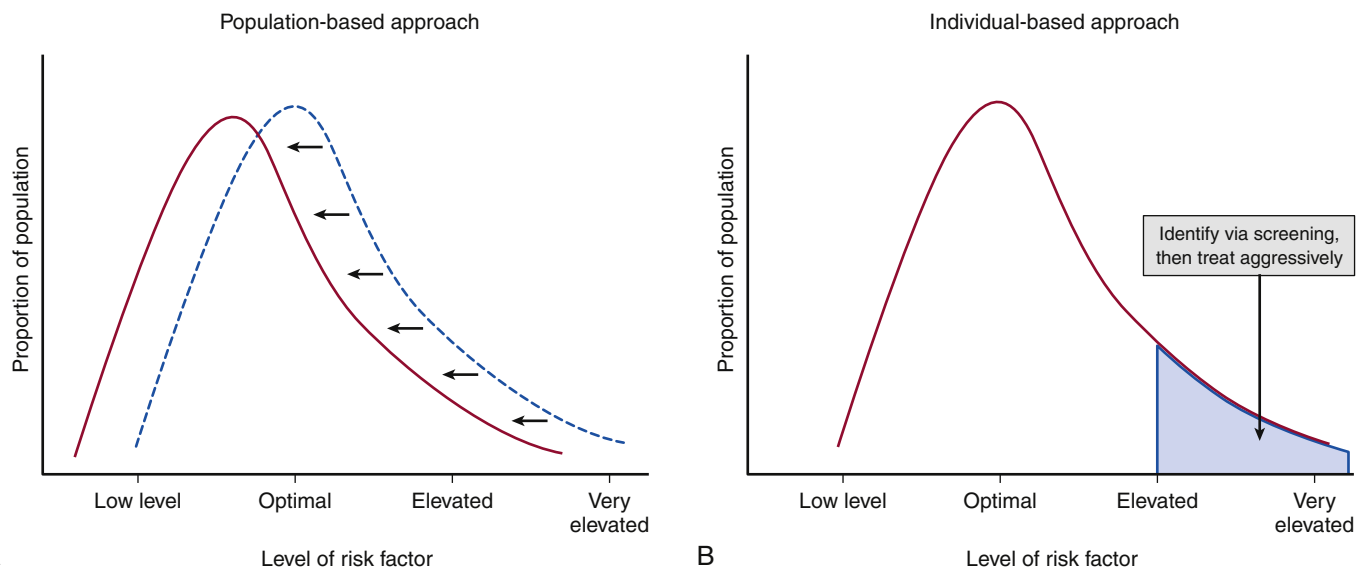 Population-based approach
Proportion of population
Low level
Optimal
Elevated
Very
elevated
Level of risk factor
B
Individual-based approach
Proportion of population
Identify via screening,
then treat aggressively
Low level
Optimal
Elevated
Very
elevated
Level of risk factor